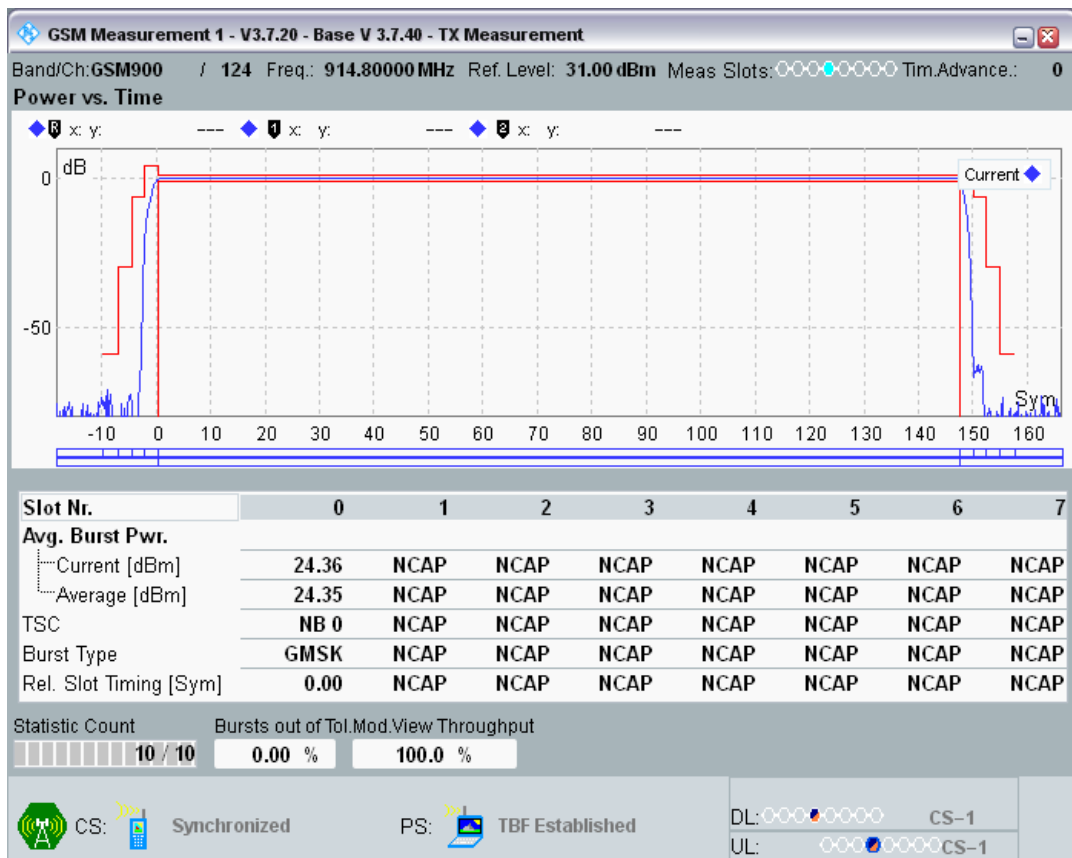 GSM Measurement 1 - V3.7.20 - Base V 3.7.40 - TX Measurement
Band/Ch:GSM900 / 124 Freq.: 914.80000 MHz Ref. Level: 31.00 dBm Meas Slots: Tim.Advance.: 0
Power vs. Time
R x: y: --- 1 x: y: --- 2 x: y: ---
dB
Current
0
-50
Sym
-10 0 10 20 30 40 50 60 70 80 90 100 110 120 130 140 150 160
Slot Nr. 0 1 2 3 4 5 6 7
Avg. Burst Pwr.
Current [dBm] 24.36 NCAP NCAP NCAP NCAP NCAP NCAP NCAP
Average [dBm] 24.35 NCAP NCAP NCAP NCAP NCAP NCAP NCAP
TSC NB 0 NCAP NCAP NCAP NCAP NCAP NCAP NCAP
Burst Type GMSK NCAP NCAP NCAP NCAP NCAP NCAP NCAP
Rel. Slot Timing [Sym] 0.00 NCAP NCAP NCAP NCAP NCAP NCAP NCAP
Statistic Count Bursts out of Tol. Mod.View Throughput
10 / 10 0.00 % 100.0 %
CS: Synchronized PS: TBF Established DL: CS-1
UL: CS-1